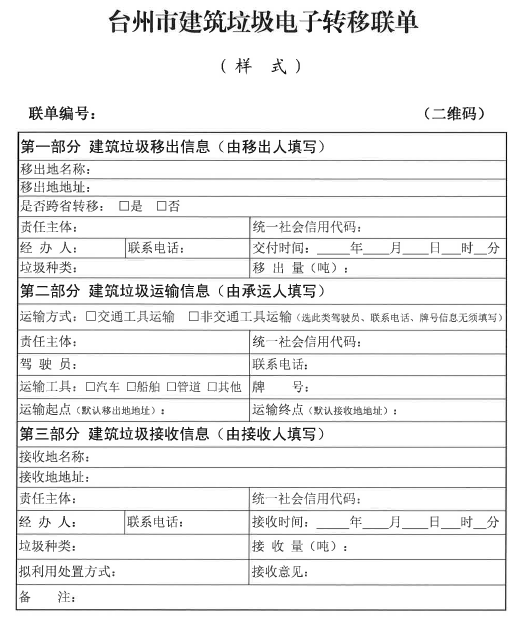 台州市建筑垃圾电子转移联单
（样 式）
联单编号： （二维码）
第一部分 建筑垃圾移出信息（由移出人填写）
移出地名称：
移出地地址：
是否跨省转移： □是 □否
责任主体： 统一社会信用代码：
经 办 人： 联系电话： 交付时间：_____年____月____日___时__分
垃圾种类： 移 出 量（吨）：
第二部分 建筑垃圾运输信息（由承运人填写）
运输方式：□交通工具运输 □非交通工具运输（选此类驾驶员、联系电话、牌号信息无须填写）
责任主体： 统一社会信用代码：
驾 驶 员： 联系电话：
运输工具：□汽车 □船舶 □管道 □其他 牌 号：
运输起点（默认移出地地址）： 运输终点（默认接收地地址）：
第三部分 建筑垃圾接收信息（由接收人填写）
接收地名称：
接收地地址：
责任主体： 统一社会信用代码：
经 办 人： 联系电话： 接收时间：_____年____月____日___时__分
垃圾种类： 接 收 量（吨）：
拟利用处置方式： 接收意见：
备 注：